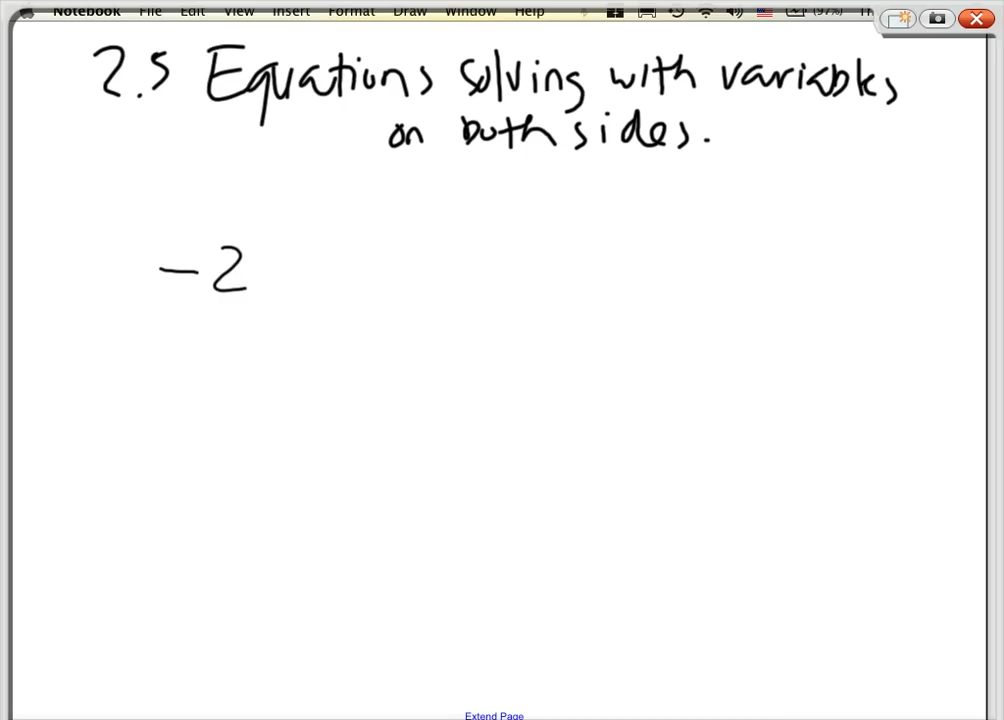 Notebook File Edit View Insert Format Draw Window Help (97%)
2.5 Equations solving with variables
on both sides.
-2
Extend Page